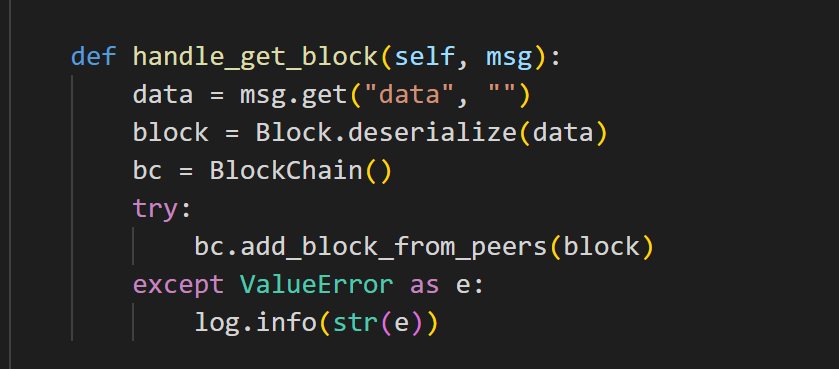 def handle_get_block(self, msg):
    data = msg.get("data", "")
    block = Block.deserialize(data)
    bc = BlockChain()
    try:
        bc.add_block_from_peers(block)
    except ValueError as e:
        log.info(str(e))